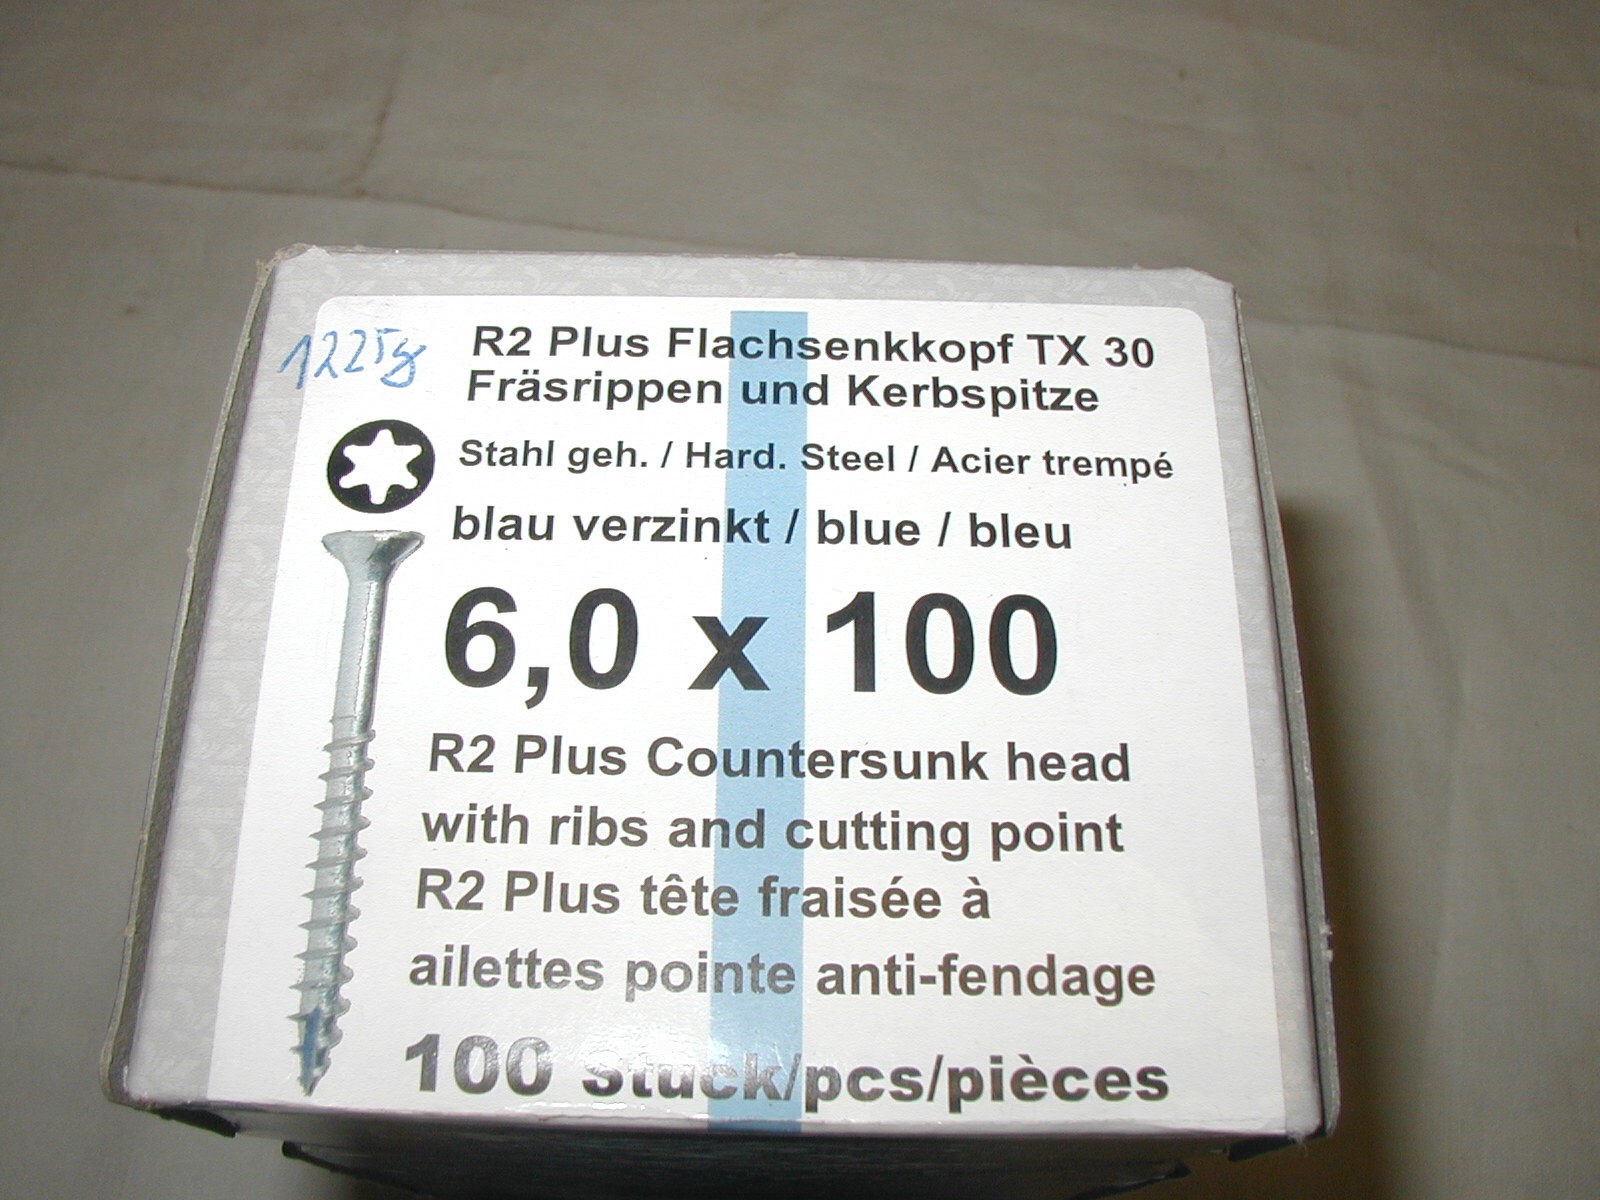 1225g
R2 Plus Flachsenkkopf TX 30
Fräsrippen und Kerbspitze
Stahl geh. / Hard. Steel / Acier trempé
blau verzinkt / blue / bleu
6,0 x 100
R2 Plus Countersunk head
with ribs and cutting point
R2 Plus tête fraisée à
ailettes pointe anti-fendage
100 Stück/pcs/pièces